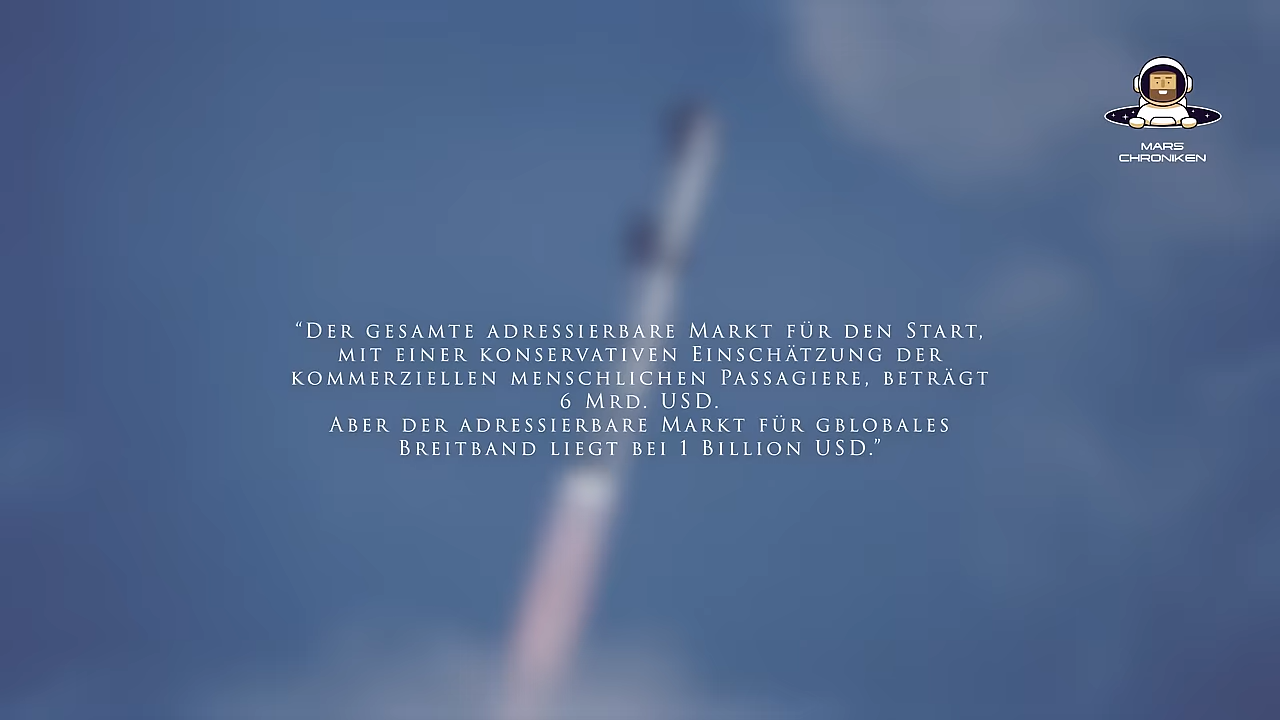 MARS
CHRONIKEN
“Der gesamte adressierbare Markt für den Start,
mit einer konservativen Einschätzung der
kommerziellen menschlichen Passagiere, beträgt
6 Mrd. USD.
Aber der adressierbare Markt für gblobales
Breitband liegt bei 1 Billion USD.”